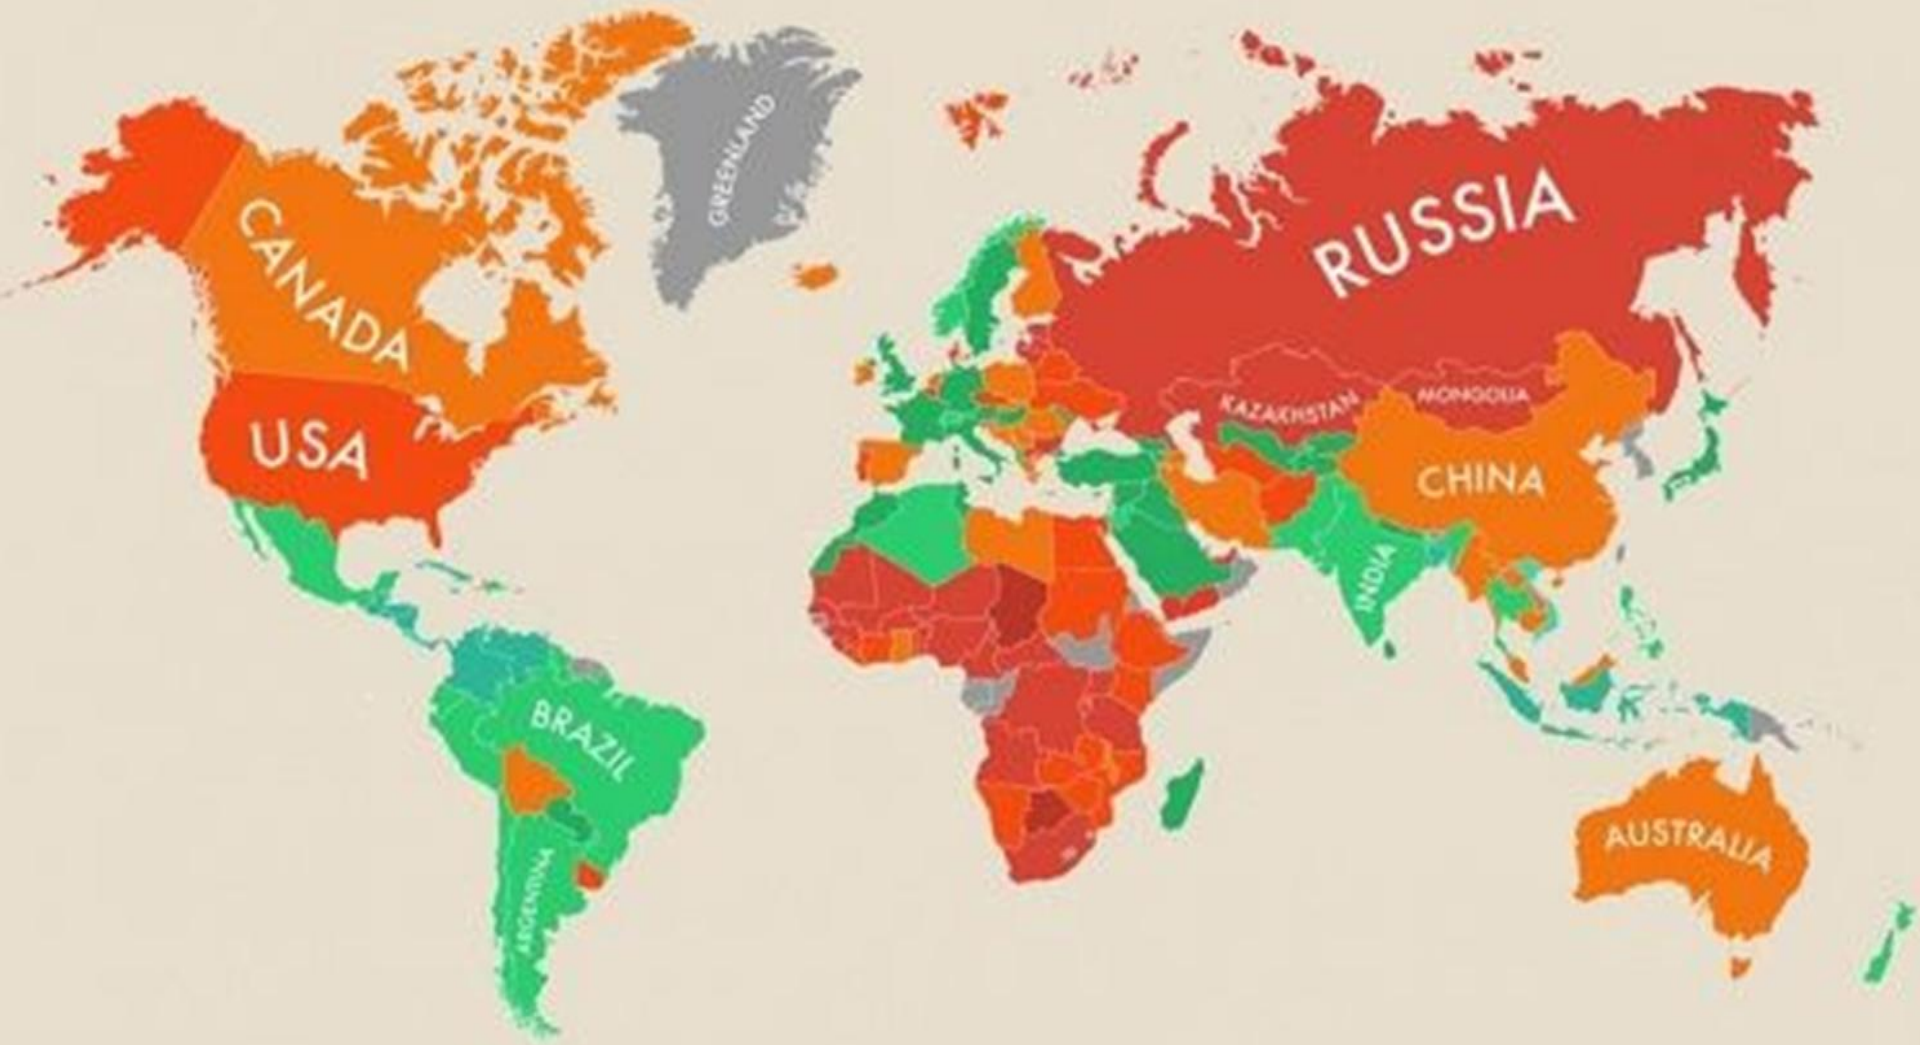 GREENLAND
CANADA
RUSSIA
USA
KAZAKHSTAN
MONGOLIA
CHINA
INDIA
BRAZIL
ARGENTINA
AUSTRALIA